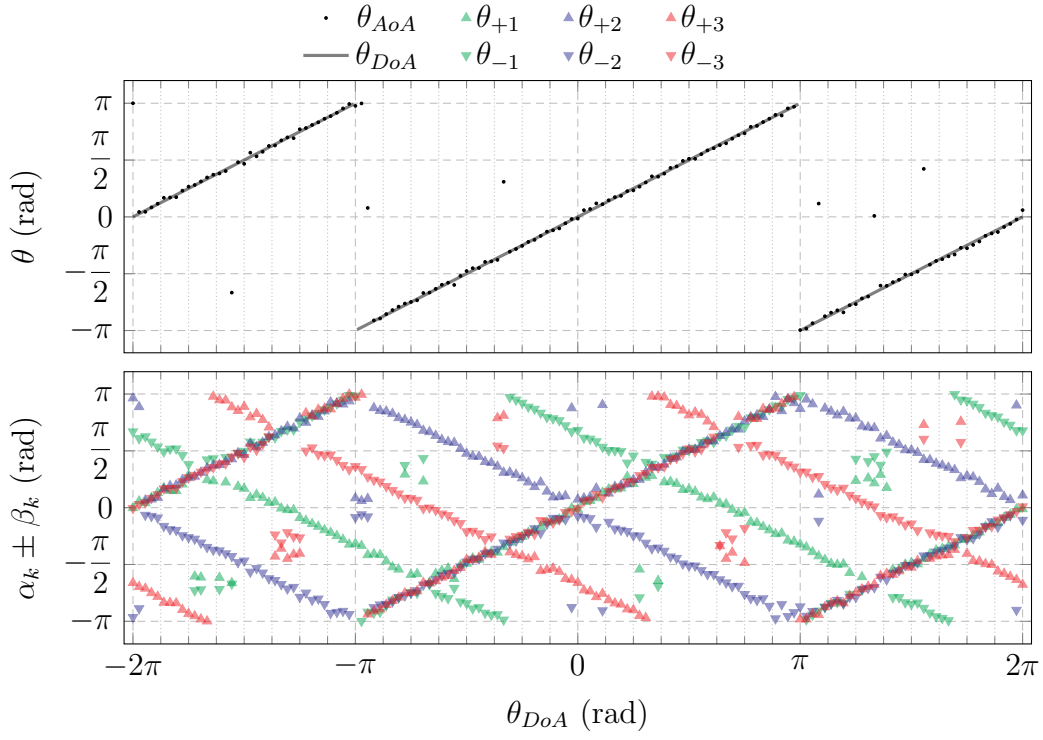 θ_AoA θ_+1 θ_+2 θ_+3
θ_DoA θ_−1 θ_−2 θ_−3
π
π/2
0
−π/2
−π
θ (rad)
π
π/2
0
−π/2
−π
α_k ± β_k (rad)
−2π −π 0 π 2π
θ_DoA (rad)